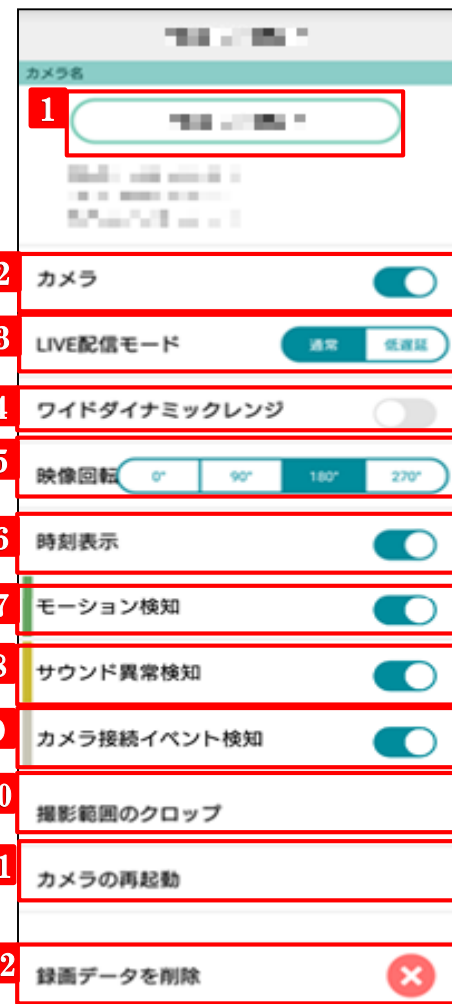 カメラ名
1
2
カメラ
3
LIVE配信モード 通常 低遅延
4
ワイドダイナミックレンジ
5
映像回転 0° 90° 180° 270°
6
時刻表示
7
モーション検知
8
サウンド異常検知
9
カメラ接続イベント検知
0
撮影範囲のクロップ
1
カメラの再起動
2
録画データを削除